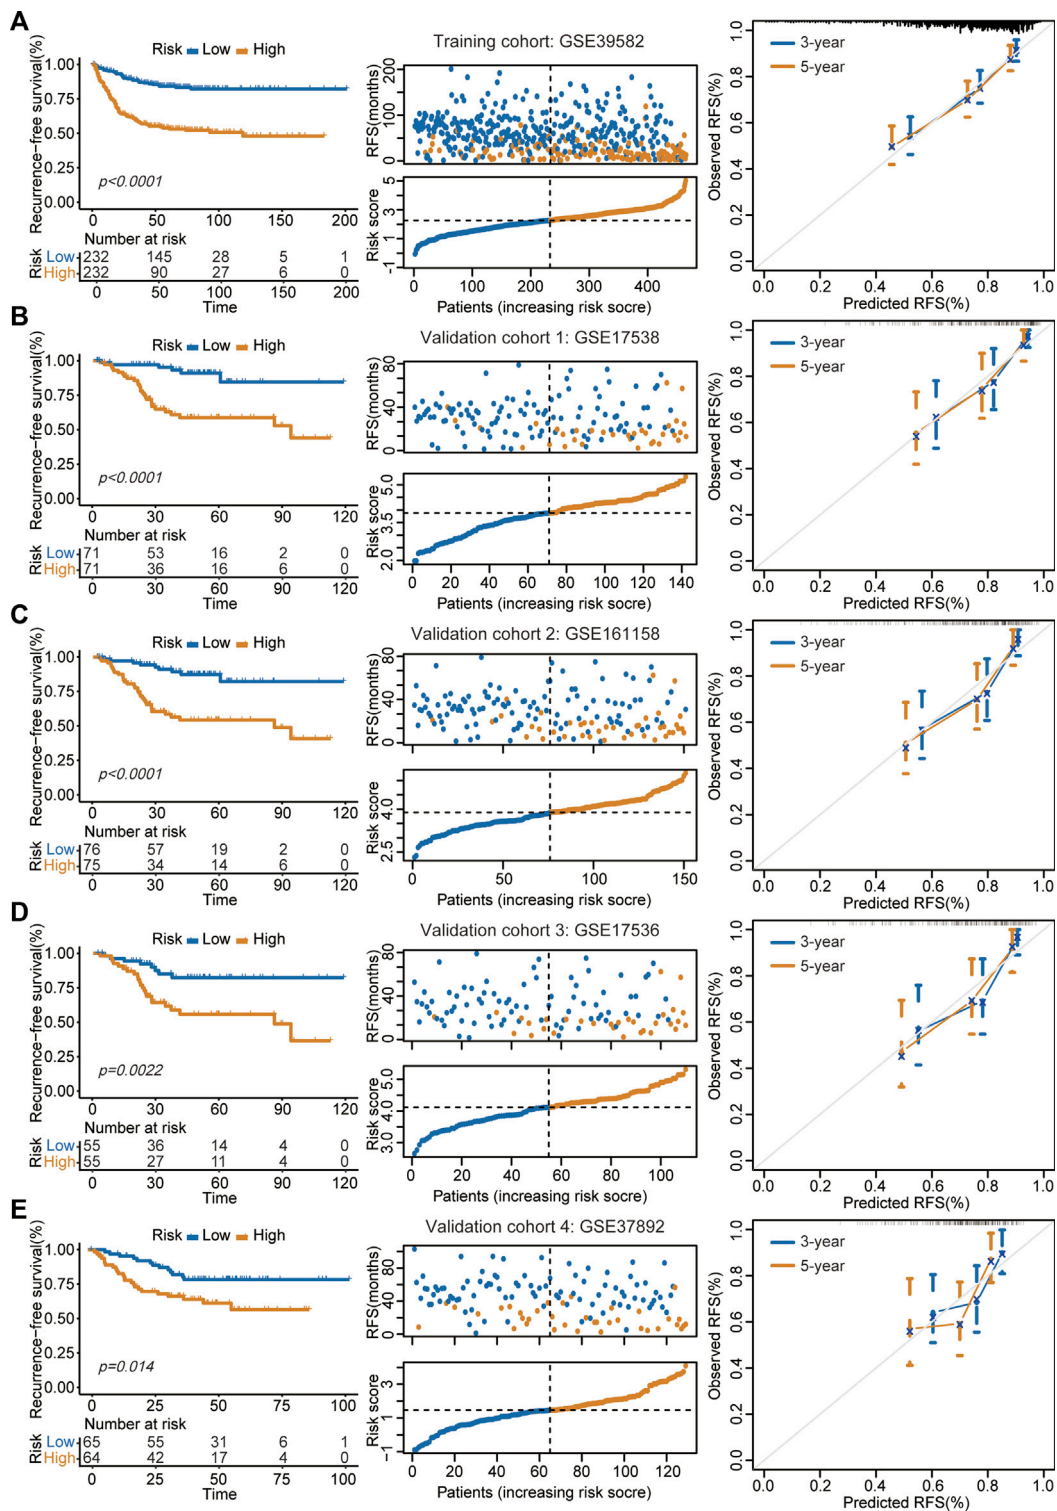 A
Risk Low High
Recurrence-free survival(%)
1.00
0.75
0.50
0.25
0.00
p<0.0001
0 50 100 150 200
Number at risk
Risk
Low 232 145 28 5 1
High 232 90 27 6 0
0 50 100 150 200
Time
Training cohort: GSE39582
RFS(months)
200
100
0
Risk score
5
3
1
-1
0 100 200 300 400
Patients (increasing risk socre)
3-year
5-year
Observed RFS(%)
1.0
0.8
0.6
0.4
0.2
0.0
0.0 0.2 0.4 0.6 0.8 1.0
Predicted RFS(%)
B
Risk Low High
Recurrence-free survival(%)
1.00
0.75
0.50
0.25
0.00
p<0.0001
0 30 60 90 120
Number at risk
Risk
Low 71 53 16 2 0
High 71 36 16 6 0
0 30 60 90 120
Time
Validation cohort 1: GSE17538
RFS(months)
80
40
0
Risk score
5.0
3.5
2.0
0 20 40 60 80 100 120 140
Patients (increasing risk socre)
3-year
5-year
Observed RFS(%)
1.0
0.8
0.6
0.4
0.2
0.0
0.0 0.2 0.4 0.6 0.8 1.0
Predicted RFS(%)
C
Risk Low High
Recurrence-free survival(%)
1.00
0.75
0.50
0.25
0.00
p<0.0001
0 30 60 90 120
Number at risk
Risk
Low 76 57 19 2 0
High 75 34 14 6 0
0 30 60 90 120
Time
Validation cohort 2: GSE161158
RFS(months)
80
40
0
Risk score
4.0
2.5
0 50 100 150
Patients (increasing risk socre)
3-year
5-year
Observed RFS(%)
1.0
0.8
0.6
0.4
0.2
0.0
0.0 0.2 0.4 0.6 0.8 1.0
Predicted RFS(%)
D
Risk Low High
Recurrence-free survival(%)
1.00
0.75
0.50
0.25
0.00
p=0.0022
0 30 60 90 120
Number at risk
Risk
Low 55 36 14 4 0
High 55 27 11 4 0
0 30 60 90 120
Time
Validation cohort 3: GSE17536
RFS(months)
80
40
0
Risk score
5.0
4.0
3.0
0 20 40 60 80 100
Patients (increasing risk socre)
3-year
5-year
Observed RFS(%)
1.0
0.8
0.6
0.4
0.2
0.0
0.0 0.2 0.4 0.6 0.8 1.0
Predicted RFS(%)
E
Risk Low High
Recurrence-free survival(%)
1.00
0.75
0.50
0.25
0.00
p=0.014
0 25 50 75 100
Number at risk
Risk
Low 65 55 31 6 1
High 64 42 17 4 0
0 25 50 75 100
Time
Validation cohort 4: GSE37892
RFS(months)
80
40
0
Risk score
3
1
-1
0 20 40 60 80 100 120
Patients (increasing risk socre)
3-year
5-year
Observed RFS(%)
1.0
0.8
0.6
0.4
0.2
0.0
0.0 0.2 0.4 0.6 0.8 1.0
Predicted RFS(%)